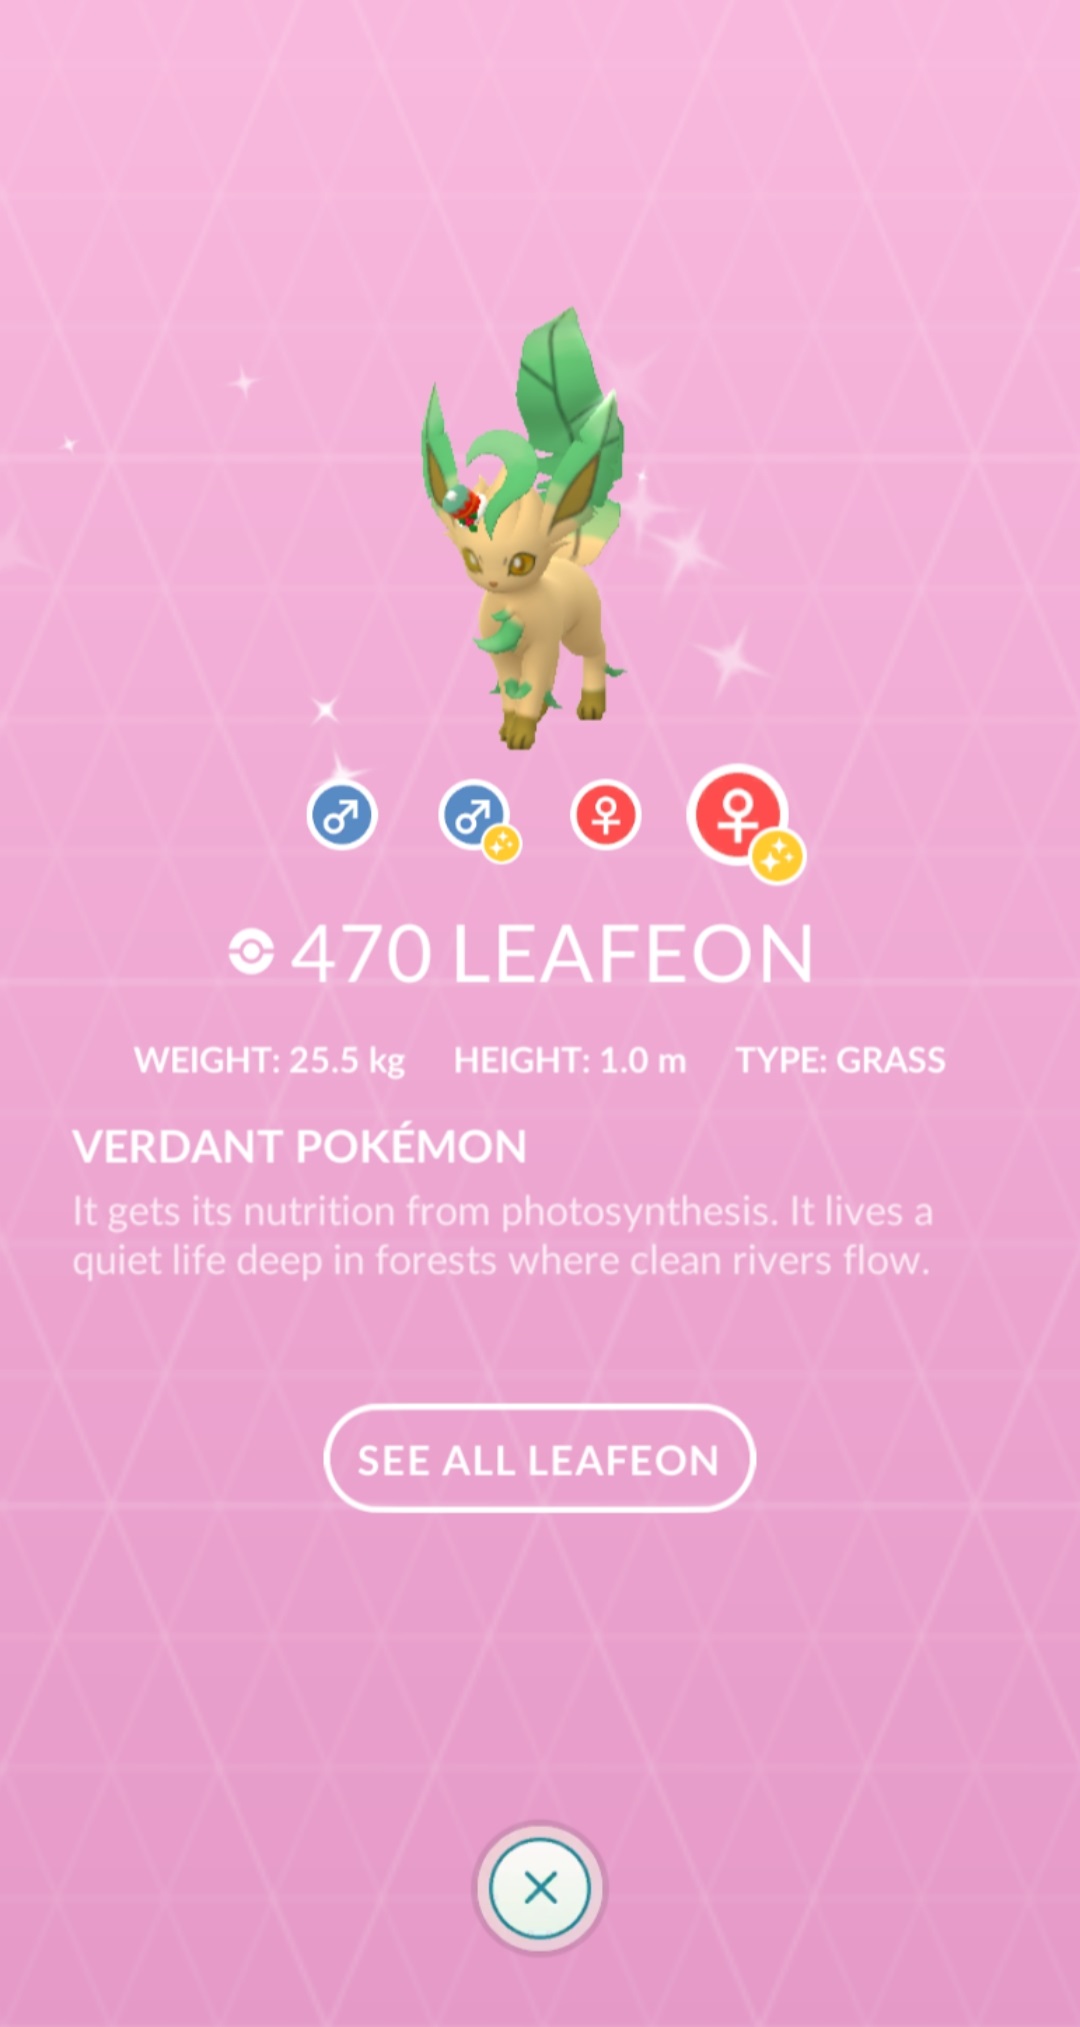 470 LEAFEON
WEIGHT: 25.5 kg HEIGHT: 1.0 m TYPE: GRASS
VERDANT POKÉMON
It gets its nutrition from photosynthesis. It lives a
quiet life deep in forests where clean rivers flow.
SEE ALL LEAFEON